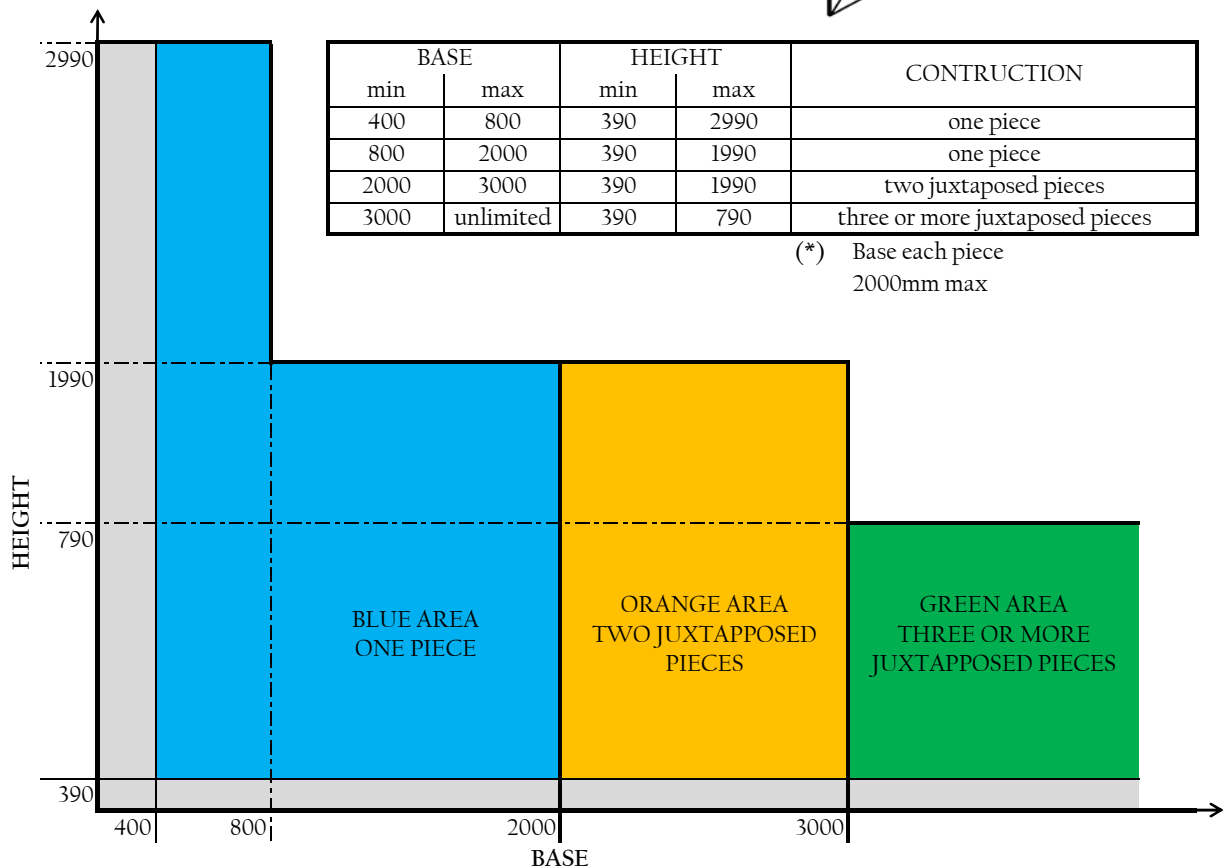 2990
BASE HEIGHT CONTRUCTION
min max min max
400 800 390 2990 one piece
800 2000 390 1990 one piece
2000 3000 390 1990 two juxtaposed pieces
3000 unlimited 390 790 three or more juxtaposed pieces
(*) Base each piece
2000mm max
1990
HEIGHT
790
BLUE AREA
ONE PIECE
ORANGE AREA
TWO JUXTAPPOSED
PIECES
GREEN AREA
THREE OR MORE
JUXTAPPOSED PIECES
390
400 800 2000 3000
BASE